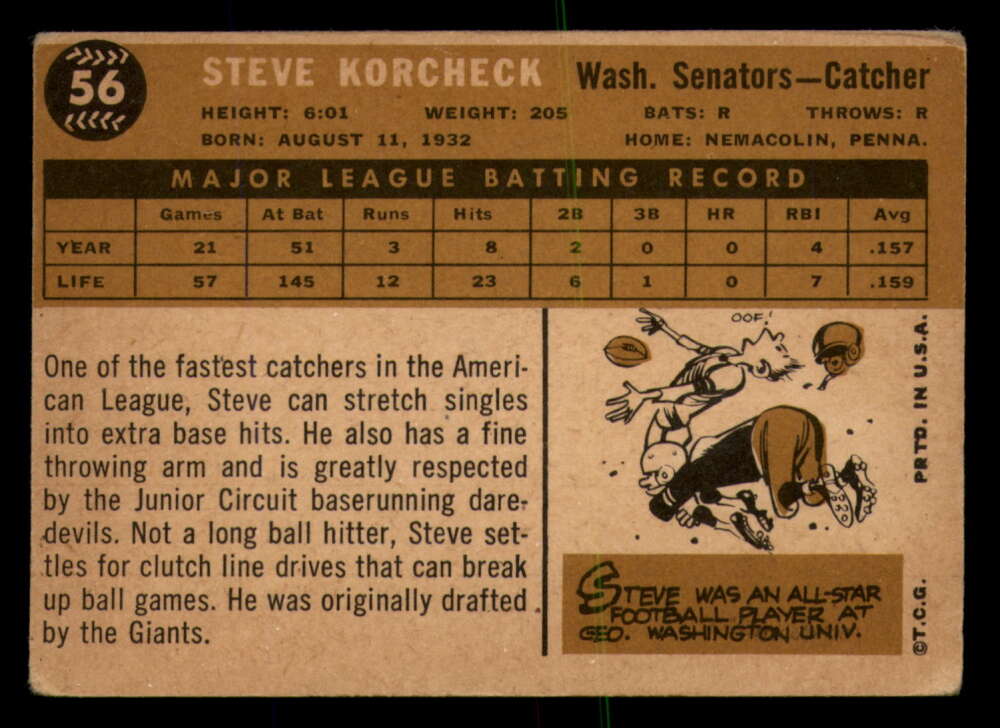 56
STEVE KORCHECK Wash. Senators—Catcher
HEIGHT: 6:01 WEIGHT: 205 BATS: R THROWS: R
BORN: AUGUST 11, 1932 HOME: NEMACOLIN, PENNA.
MAJOR LEAGUE BATTING RECORD
Games At Bat Runs Hits 2B 3B HR RBI Avg
YEAR 21 51 3 8 2 0 0 4 .157
LIFE 57 145 12 23 6 1 0 7 .159
One of the fastest catchers in the Ameri-
can League, Steve can stretch singles
into extra base hits. He also has a fine
throwing arm and is greatly respected
by the Junior Circuit baserunning dare-
devils. Not a long ball hitter, Steve set-
tles for clutch line drives that can break
up ball games. He was originally drafted
by the Giants.
OOF!
STEVE WAS AN ALL-STAR
FOOTBALL PLAYER AT
GEO. WASHINGTON UNIV.
©T.C.G. PRTD. IN U.S.A.